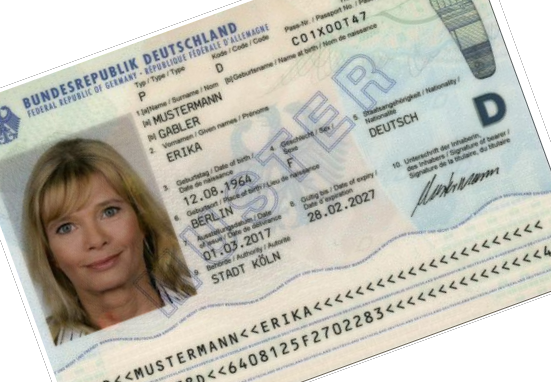 BUNDESREPUBLIK DEUTSCHLAND
FEDERAL REPUBLIC OF GERMANY · RÉPUBLIQUE FÉDÉRALE D'ALLEMAGNE
Typ / Type / Type
Kode / Code / Code
Pass-Nr. / Passport No. /
P
D
C01X00T47
1. [a]Name / Surname / Nom [b]Geburtsname / Name at birth / Nom de naissance
[a] MUSTERMANN
[b] GABLER
2. Vornamen / Given names / Prénoms
ERIKA
3. Geburtstag / Date of birth /
Date de naissance
12.08.1964
4. Geschlecht / Sex /
Sexe
F
5. Staatsangehörigkeit / Nationality /
Nationalité
DEUTSCH
6. Geburtsort / Place of birth / Lieu de naissance
BERLIN
Ausstellungsdatum / Date
of issue / Date de délivrance
01.03.2017
8. Gültig bis / Date of expiry /
Date d'expiration
28.02.2027
Behörde / Authority / Autorité
STADT KÖLN
10. Unterschrift der Inhaberin,
des Inhabers / Signature of bearer /
Signature de la titulaire, du titulaire
Mustermann
D
MUSTER
<<MUSTERMANN<<ERIKA<<<<<<<<<<<<<<<<<<
D<<6408125F2702283<<<<<<<<<<<<<<<4